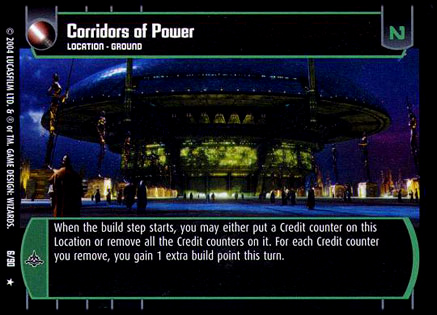 Corridors of Power
LOCATION - GROUND
N
© 2004 LUCASFILM LTD. & ® or TM. GAME DESIGN: WIZARDS.
When the build step starts, you may either put a Credit counter on this
Location or remove all the Credit counters on it. For each Credit counter
you remove, you gain 1 extra build point this turn.
6/90